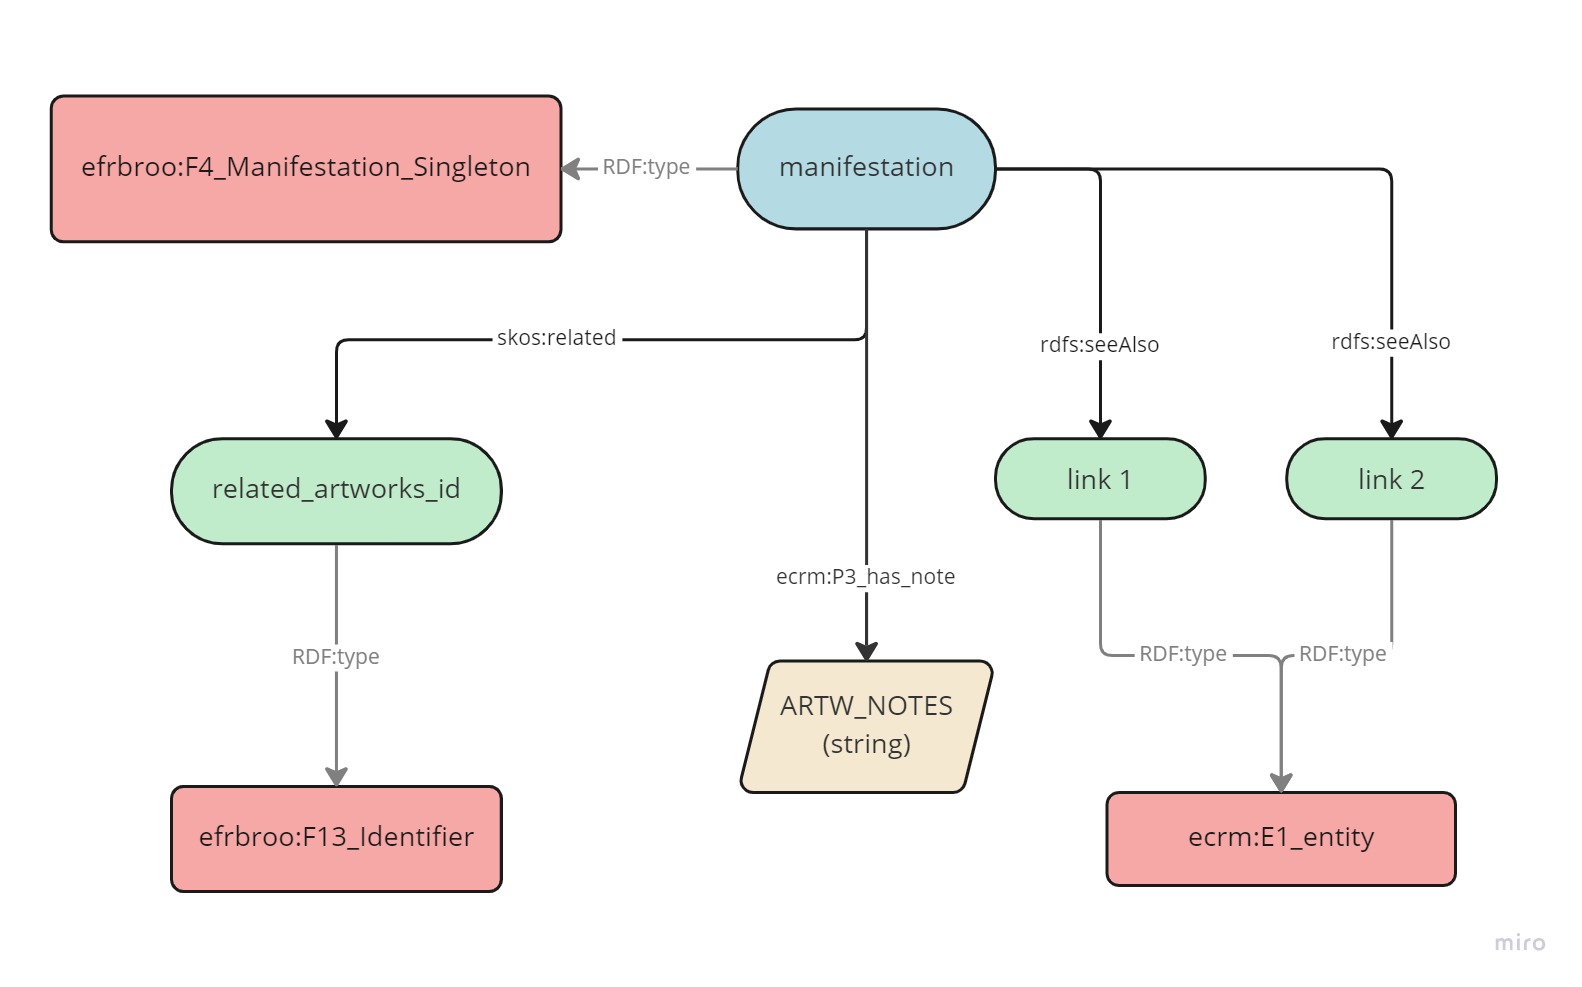 efrbroo:F4_Manifestation_Singleton
RDF:type
manifestation
skos:related
rdfs:seeAlso
rdfs:seeAlso
related_artworks_id
link 1
link 2
ecrm:P3_has_note
RDF:type
RDF:type
RDF:type
ARTW_NOTES
(string)
efrbroo:F13_Identifier
ecrm:E1_entity
miro